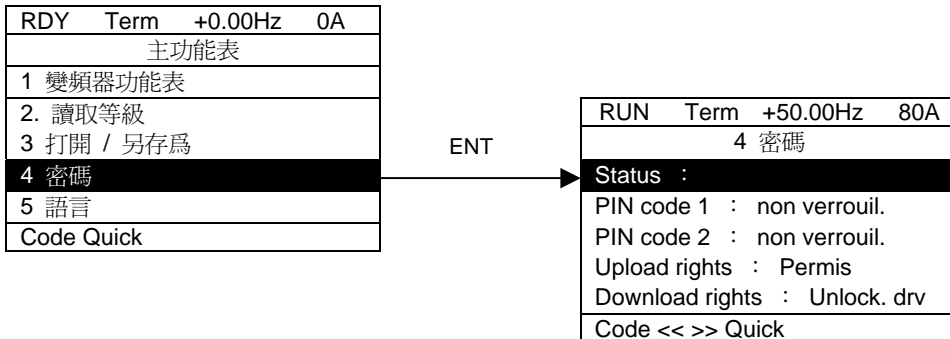 RDY Term +0.00Hz 0A
主功能表
1 變頻器功能表
2. 讀取等級
3 打開 / 另存爲
4 密碼
5 語言
Code Quick
ENT
RUN Term +50.00Hz 80A
4 密碼
Status :
PIN code 1 : non verrouil.
PIN code 2 : non verrouil.
Upload rights : Permis
Download rights : Unlock. drv
Code << >> Quick